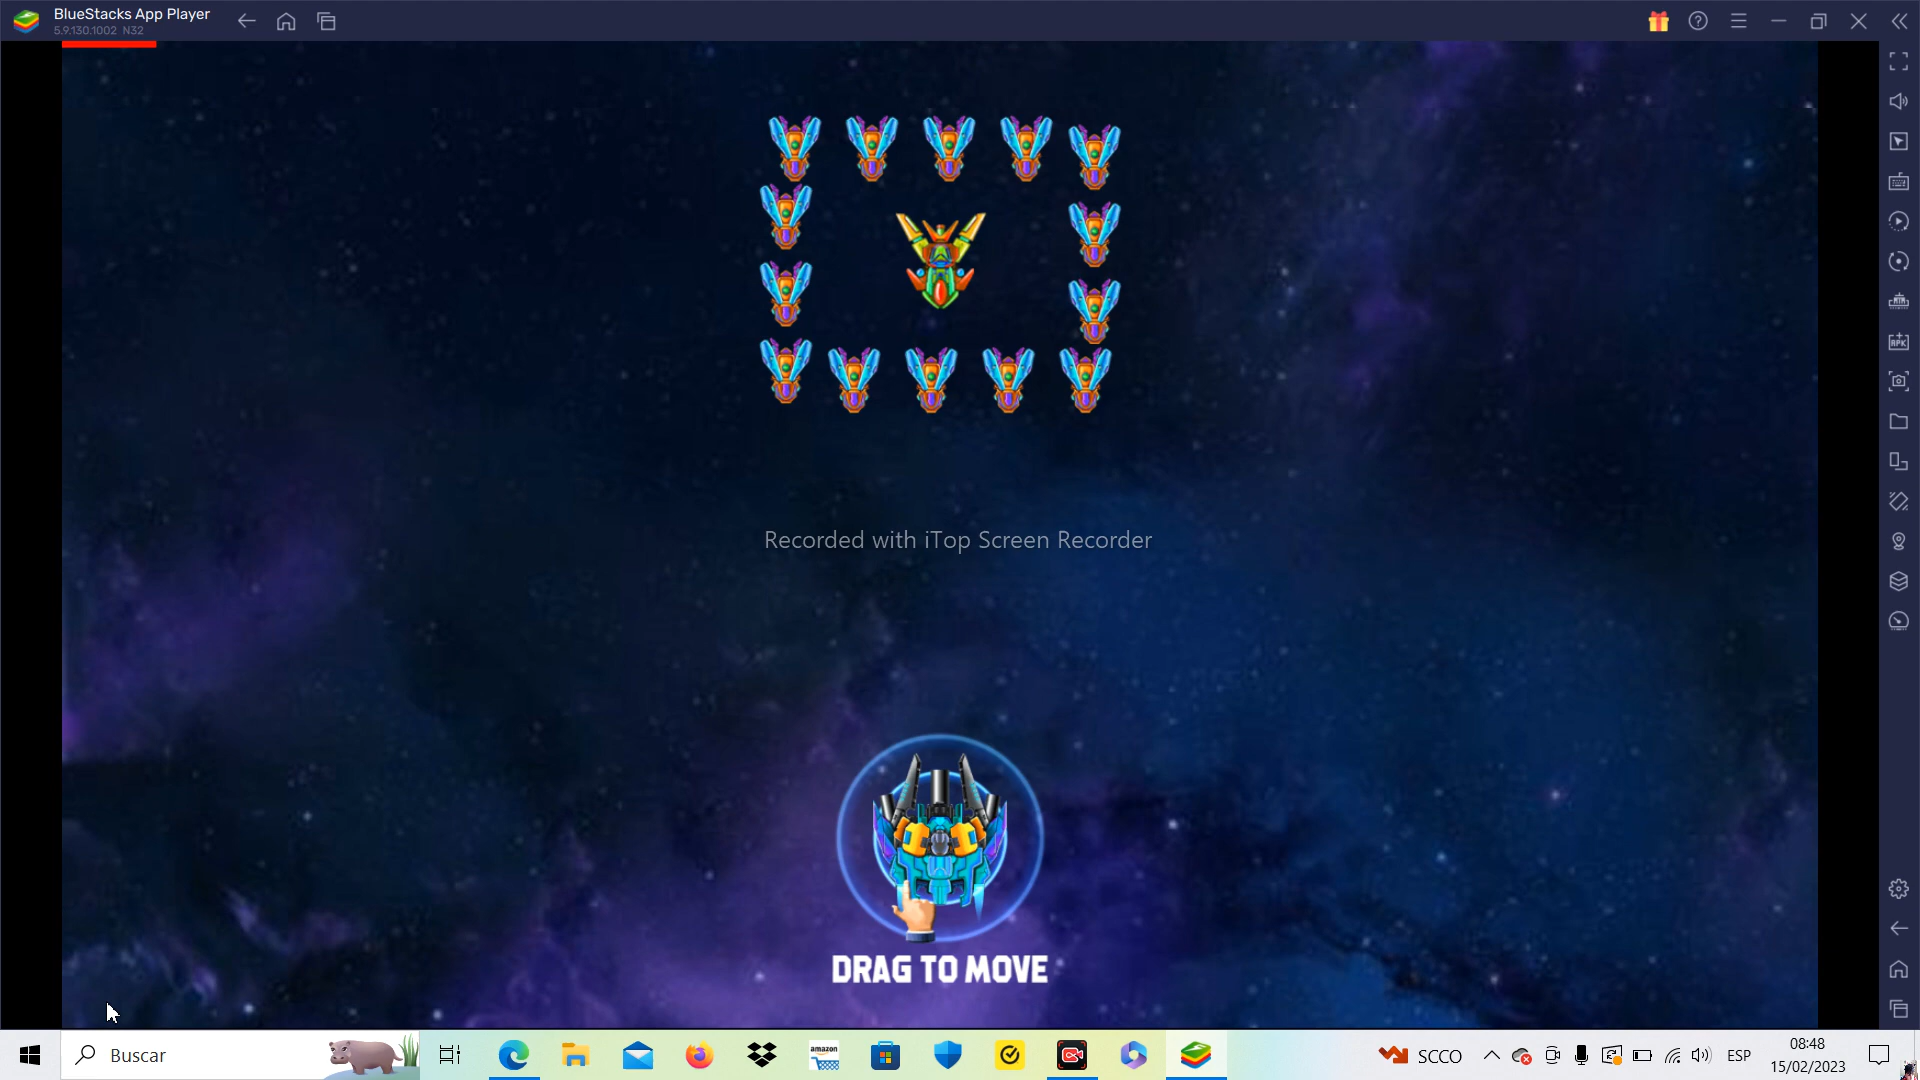 BlueStacks App Player
5.9.130.1002 N32
Recorded with iTop Screen Recorder
DRAG TO MOVE
Buscar
amazon
SCCO
ESP
08:48
15/02/2023